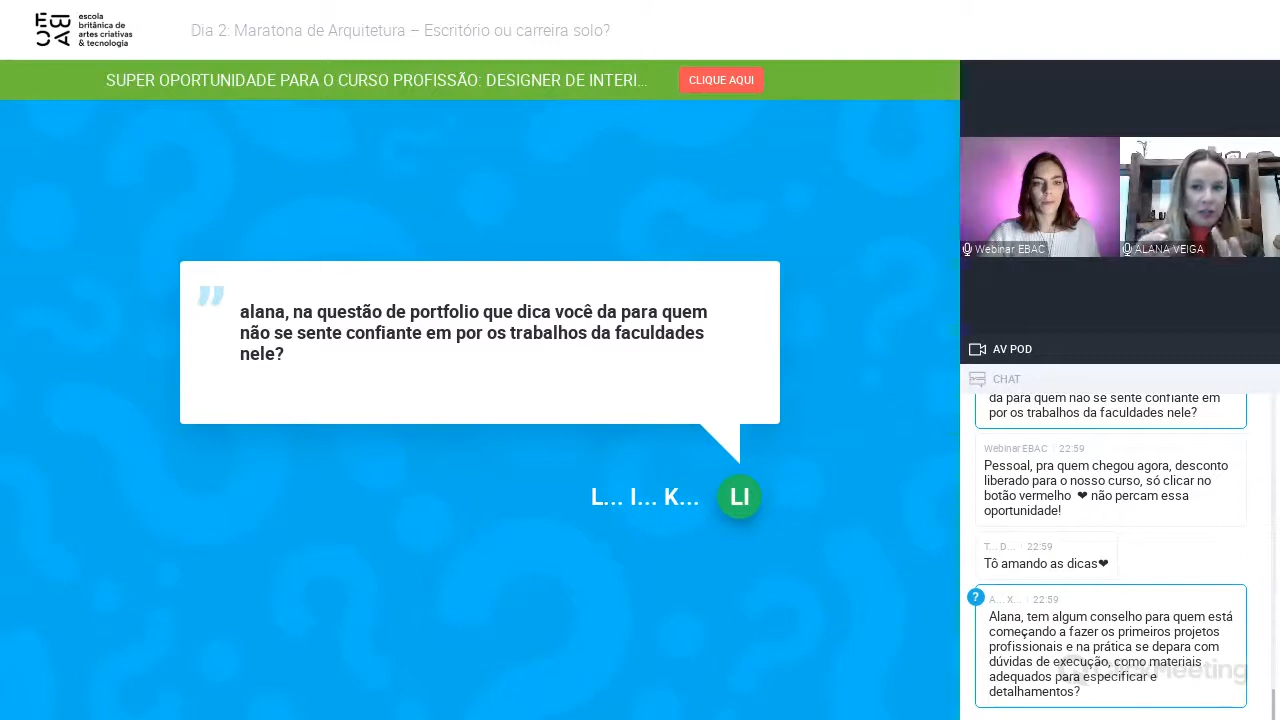 escola
britânica de
artes criativas
& tecnologia
Dia 2: Maratona de Arquitetura – Escritório ou carreira solo?
SUPER OPORTUNIDADE PARA O CURSO PROFISSÃO: DESIGNER DE INTERI...
CLIQUE AQUI
alana, na questão de portfolio que dica você da para quem
não se sente confiante em por os trabalhos da faculdades
nele?
L... I... K...
LI
Webinar EBAC
ALANA VEIGA
AV POD
CHAT
da para quem não se sente confiante em
por os trabalhos da faculdades nele?
Webinar EBAC 22:59
Pessoal, pra quem chegou agora, desconto
liberado para o nosso curso, só clicar no
botão vermelho ❤ não percam essa
oportunidade!
T... D... 22:59
Tô amando as dicas❤
?
A... X... 22:59
Alana, tem algum conselho para quem está
começando a fazer os primeiros projetos
profissionais e na prática se depara com
dúvidas de execução, como materiais
adequados para especificar e
detalhamentos?